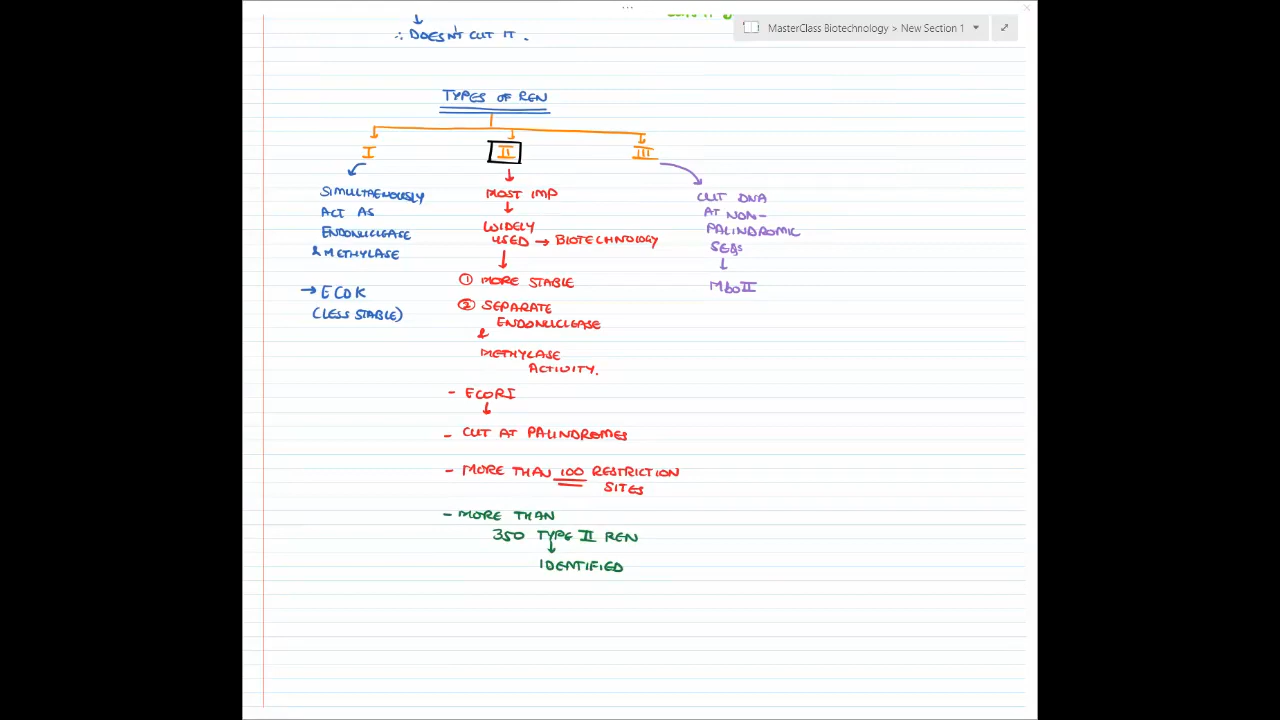 ∴ DOESN'T CUT IT.
MasterClass Biotechnology > New Section 1
TYPES OF REN
I
II
III
SIMULTAENOUSLY
ACT AS
ENDONUCLEASE
& METHYLASE
→ ECOK
(LESS STABLE)
MOST IMP
WIDELY
USED → BIOTECHNOLOGY
① MORE STABLE
② SEPARATE
ENDONUCLEASE
&
METHYLASE
ACTIVITY.
- ECORI
- CUT AT PALINDROMES
- MORE THAN 100 RESTRICTION
SITES
- MORE THAN
350 TYPE II REN
IDENTIFIED
CUT DNA
AT NON-
PALINDROMIC
SEQs
MboII